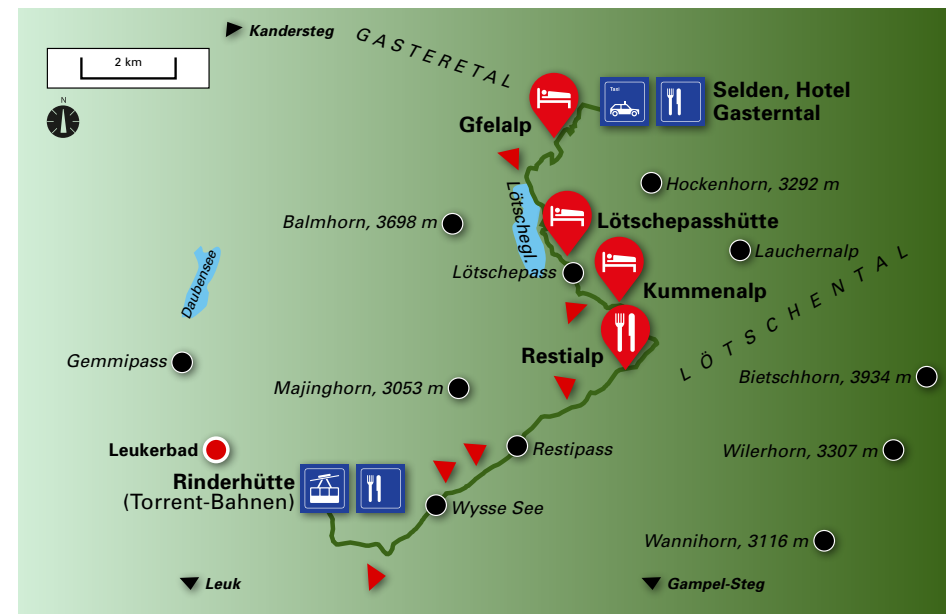 Kandersteg
GASTERETAL
2 km
N
Taxi
Selden, Hotel
Gasterntal
Gfelalp
Hockenhorn, 3292 m
Lötschegl.
Balmhorn, 3698 m
Lötschepasshütte
Lauchernalp
Daubensee
Lötschepass
Kummenalp
LÖTSCHENTAL
Restialp
Gemmipass
Majinghorn, 3053 m
Bietschhorn, 3934 m
Leukerbad
Restipass
Wilerhorn, 3307 m
Rinderhütte
(Torrent-Bahnen)
Wysse See
Wannihorn, 3116 m
Leuk
Gampel-Steg